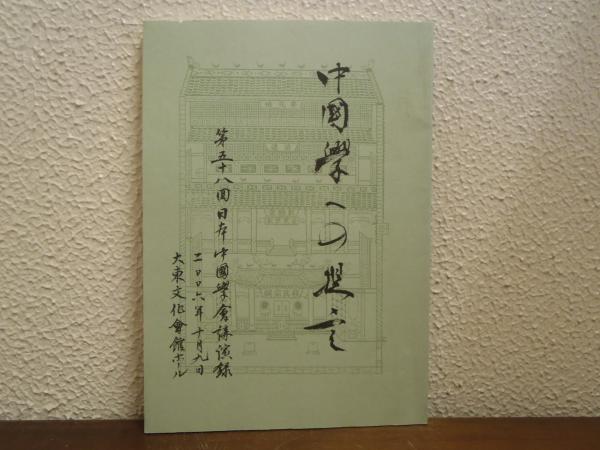 中國學への提言
第五十八回日本中國學會講演録
二〇〇六年十月九日
大東文化會館ホール